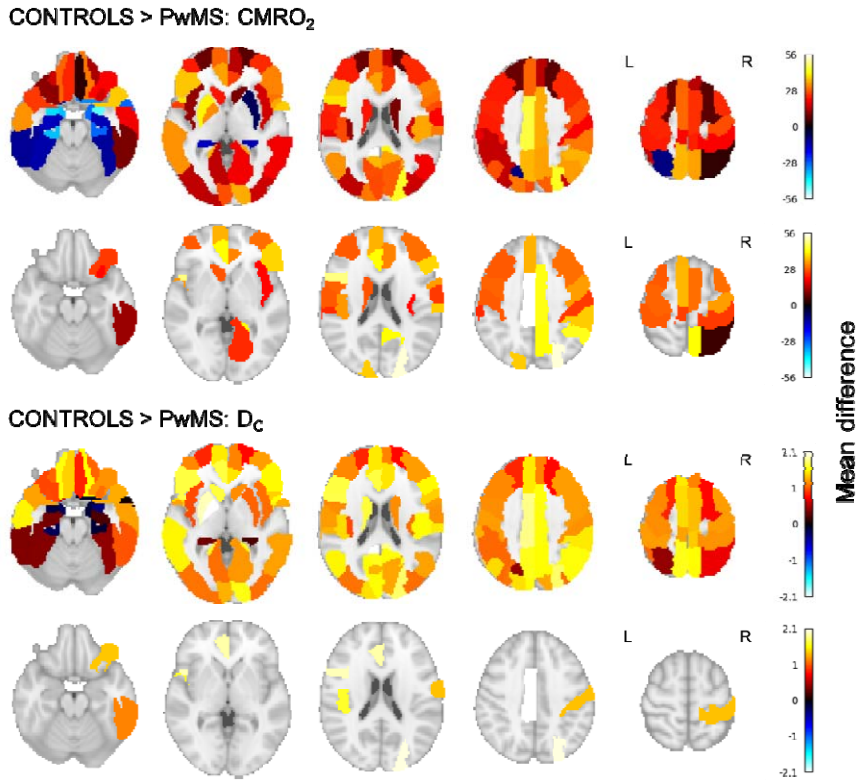 CONTROLS > PwMS: CMRO₂
L R
56
28
0
-28
-56
L R
56
28
0
-28
-56
Mean difference
CONTROLS > PwMS: D_C
L R
2.1
1
0
-1
-2.1
L R
2.1
1
0
-1
-2.1